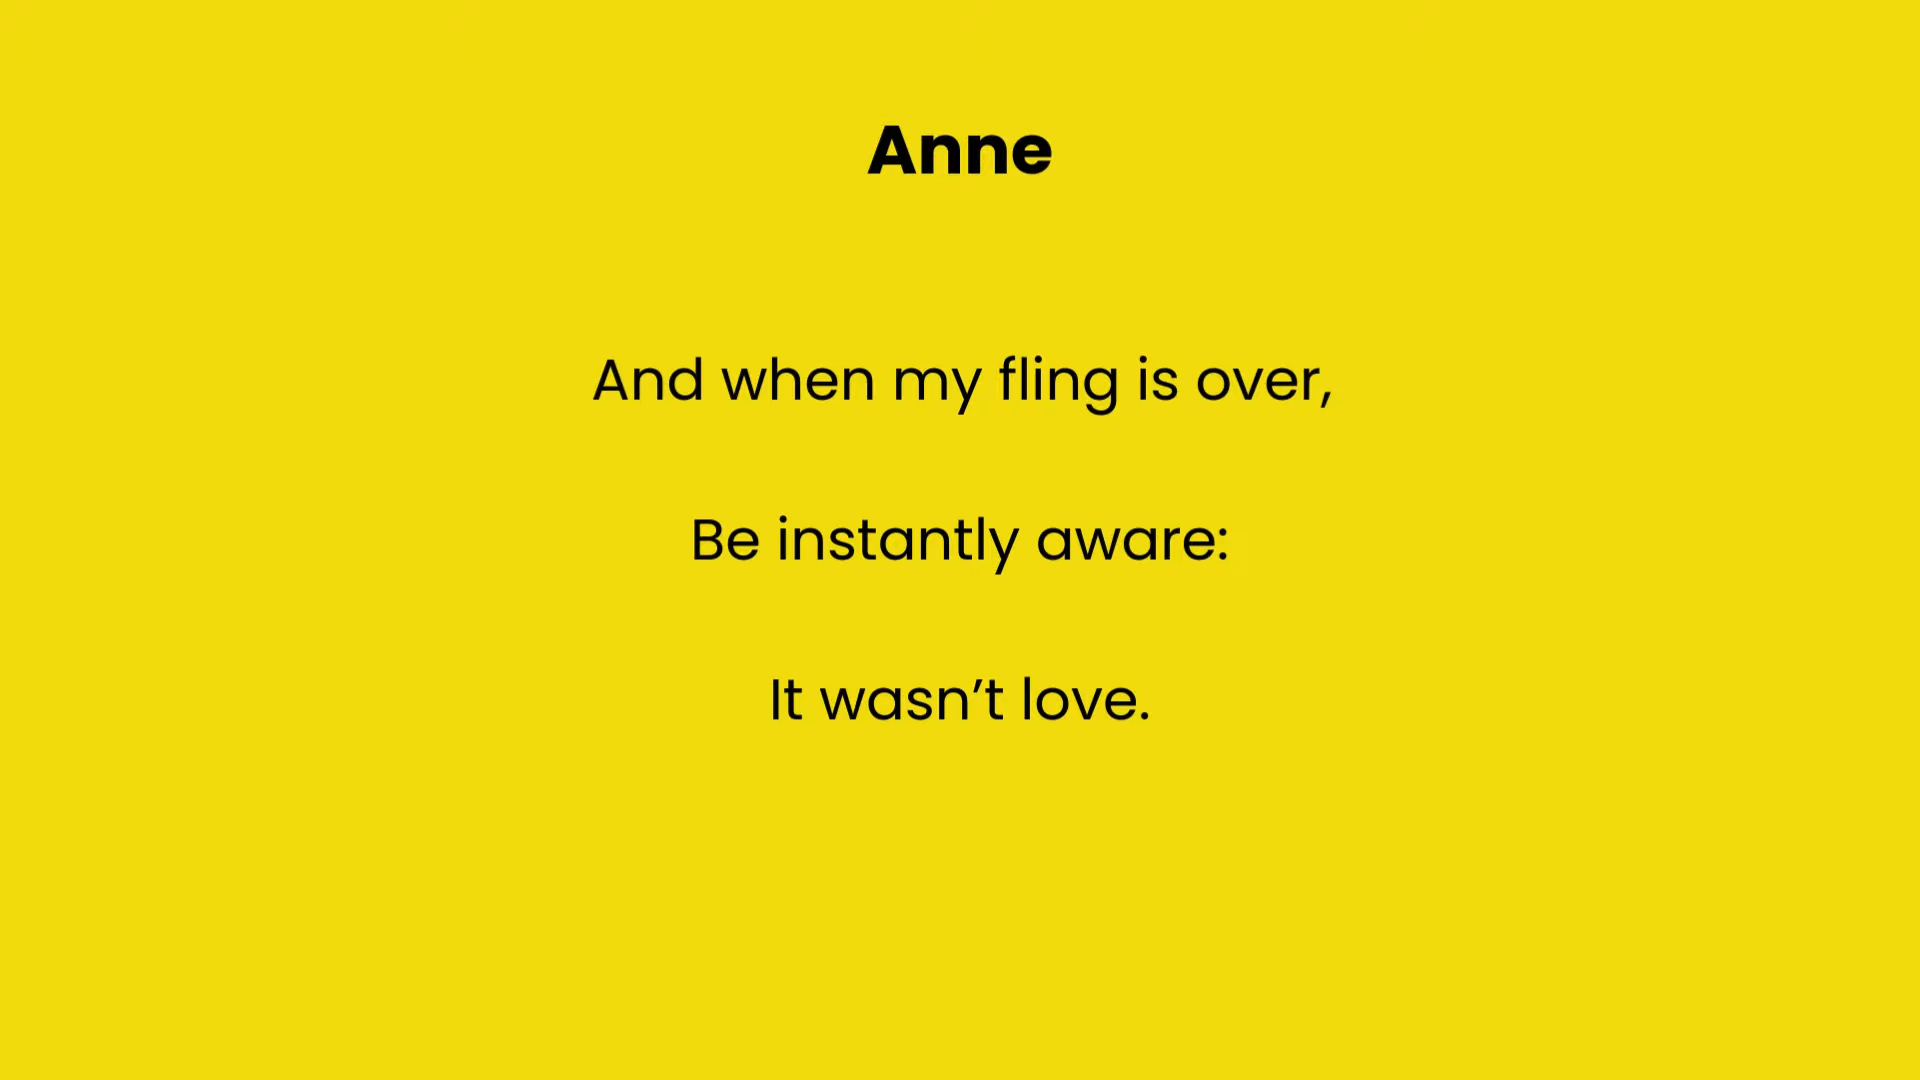 Anne
And when my fling is over,
Be instantly aware:
It wasn’t love.